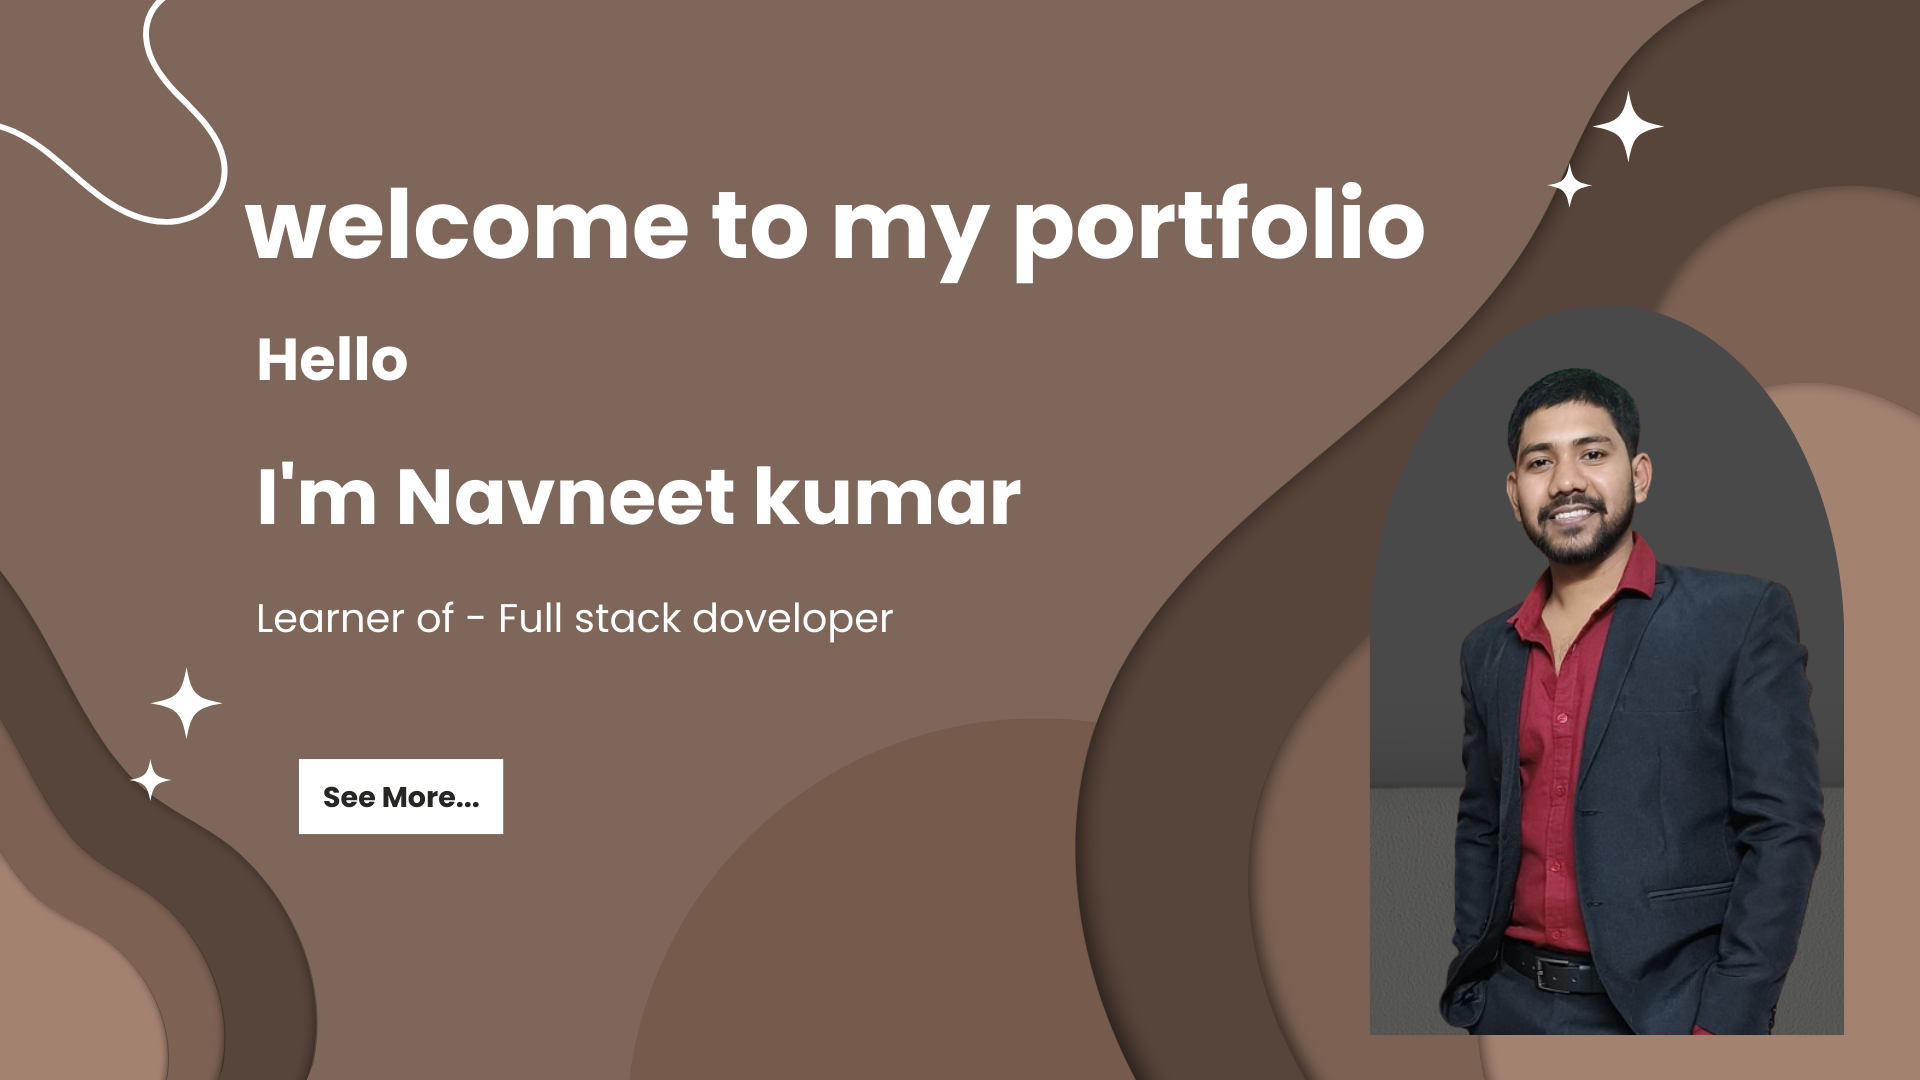 welcome to my portfolio
Hello
I'm Navneet kumar
Learner of - Full stack doveloper
See More...